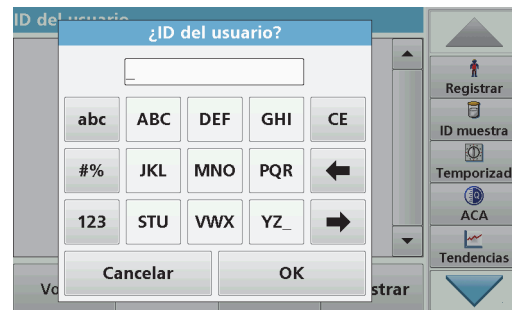 ID del usuario
¿ID del usuario?
_
abc ABC DEF GHI CE
#% JKL MNO PQR
123 STU VWX YZ_
Cancelar OK
Vo
strar
Registrar
ID muestra
Temporizad
ACA
Tendencias